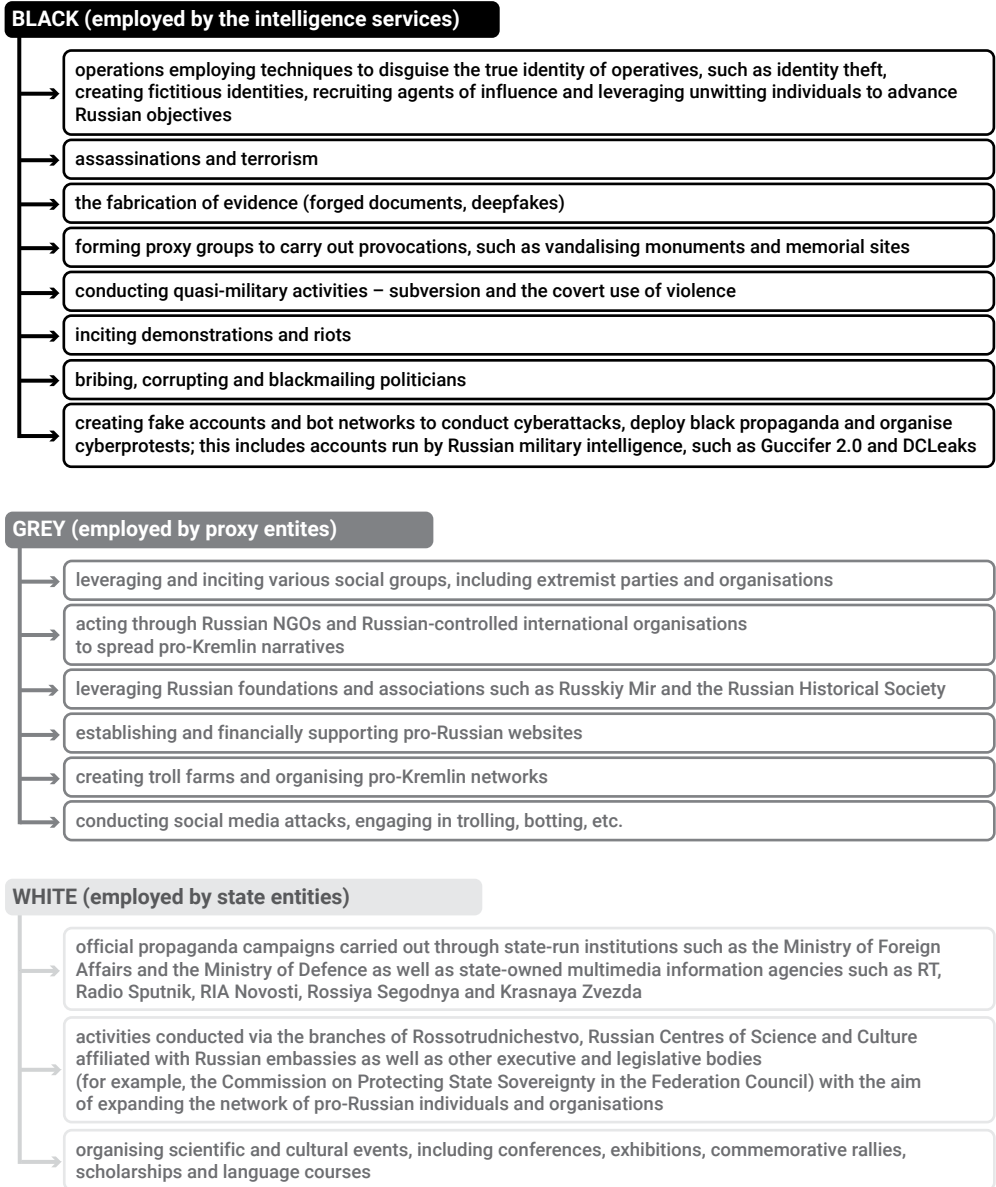 BLACK (employed by the intelligence services)
operations employing techniques to disguise the true identity of operatives, such as identity theft,
creating fictitious identities, recruiting agents of influence and leveraging unwitting individuals to advance
Russian objectives
assassinations and terrorism
the fabrication of evidence (forged documents, deepfakes)
forming proxy groups to carry out provocations, such as vandalising monuments and memorial sites
conducting quasi-military activities – subversion and the covert use of violence
inciting demonstrations and riots
bribing, corrupting and blackmailing politicians
creating fake accounts and bot networks to conduct cyberattacks, deploy black propaganda and organise
cyberprotests; this includes accounts run by Russian military intelligence, such as Guccifer 2.0 and DCLeaks
GREY (employed by proxy entites)
leveraging and inciting various social groups, including extremist parties and organisations
acting through Russian NGOs and Russian-controlled international organisations
to spread pro-Kremlin narratives
leveraging Russian foundations and associations such as Russkiy Mir and the Russian Historical Society
establishing and financially supporting pro-Russian websites
creating troll farms and organising pro-Kremlin networks
conducting social media attacks, engaging in trolling, botting, etc.
WHITE (employed by state entities)
official propaganda campaigns carried out through state-run institutions such as the Ministry of Foreign
Affairs and the Ministry of Defence as well as state-owned multimedia information agencies such as RT,
Radio Sputnik, RIA Novosti, Rossiya Segodnya and Krasnaya Zvezda
activities conducted via the branches of Rossotrudnichestvo, Russian Centres of Science and Culture
affiliated with Russian embassies as well as other executive and legislative bodies
(for example, the Commission on Protecting State Sovereignty in the Federation Council) with the aim
of expanding the network of pro-Russian individuals and organisations
organising scientific and cultural events, including conferences, exhibitions, commemorative rallies,
scholarships and language courses